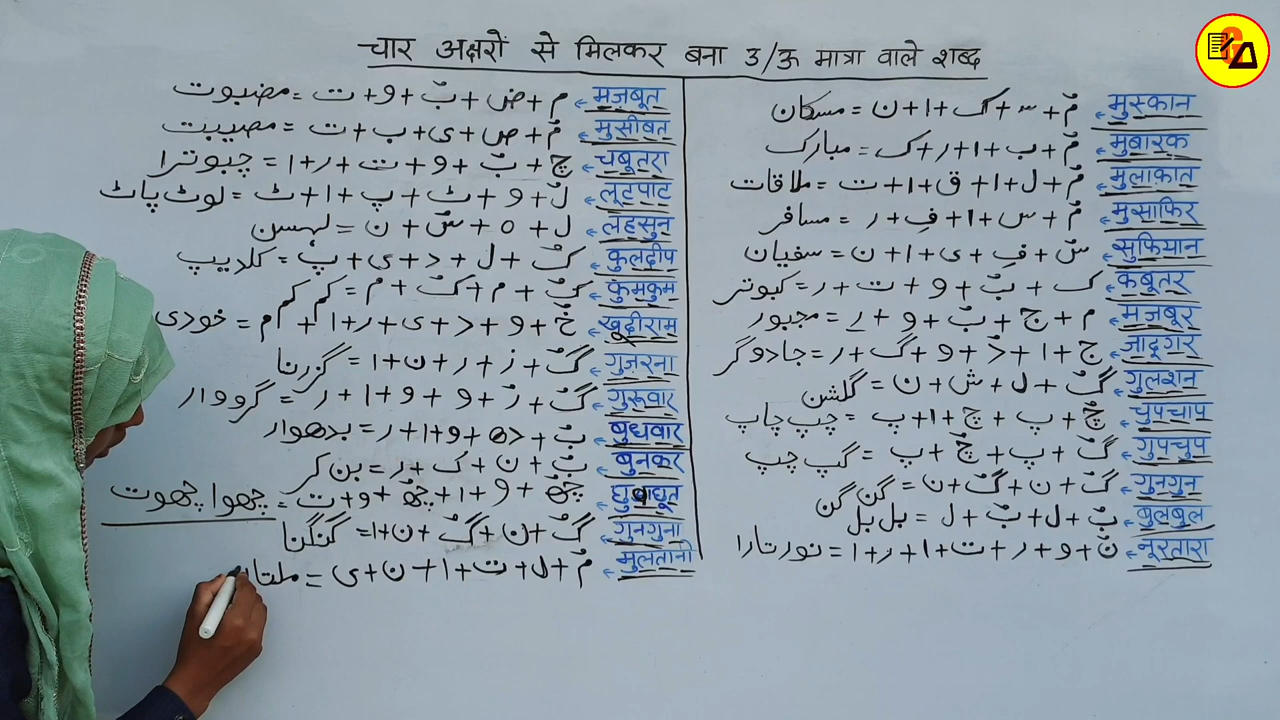 चार अक्षरों से मिलकर बना उ/ऊ मात्रा वाले शब्द
मुस्कान ← مُ + س + ک + ا + ن = مسکان
मुबारक ← مُ + ب + ا + ر + ک = مبارک
मुलाकात ← مُ + ل + ا + ق + ا + ت = ملاقات
मुसाफिर ← مُ + س + ا + فِ + ر = مسافر
सुफियान ← سُ + فِ + ی + ا + ن = سفیان
कबूतर ← ک + بُ + و + ت + ر = کبوتر
मजबूर ← م + ج + بُ + و + ر = مجبور
जादूगर ← ج + ا + دُ + و + گ + ر = جادوگر
गुलशन ← گُ + ل + ش + ن = گلشن
चुपचाप ← چُ + پ + چ + ا + پ = چپ چاپ
गुपचुप ← گُ + پ + چُ + پ = گپ چپ
गुनगुन ← گُ + ن + گُ + ن = گن گن
बुलबुल ← بُ + ل + بُ + ل = بل بل
नूरतारा ← نُ + و + ر + ت + ا + ر + ا = نورتارا
मजबूत ← م + ض + بُ + و + ت = مضبوت
मुसीबत ← مُ + ص + ی + ب + ت = مصیبت
चबूतरा ← چ + بُ + و + ت + ر + ا = چبوترا
लूटपाट ← لُ + و + ٹ + پ + ا + ٹ = لوٹ پاٹ
लहसुन ← ل + ہ + سُ + ن = لہسن
कुलदीप ← کُ + ل + د + ی + پ = کلدیپ
कुमकुम ← کُ + م + کُ + م = کم کم
खूदीराम ← خُ + و + د + ی + ر + ا + م = خودی
गुजरना ← گُ + ز + ر + ن + ا = گزرنا
गुरूवार ← گُ + رُ + و + و + ا + ر = گرووار
बुधवार ← بُ + دھ + و + ا + ر = بدھوار
बुनकर ← بُ + ن + ک + ر = بن کر
چھُ + و + ا + چھُ + و + ت = چھوا چھوت
गुनगुना ← گُ + ن + گُ + ن + ا = گنگنا
मुलतानी ← مُ + ل + ت + ا + ن + ی = ملتا